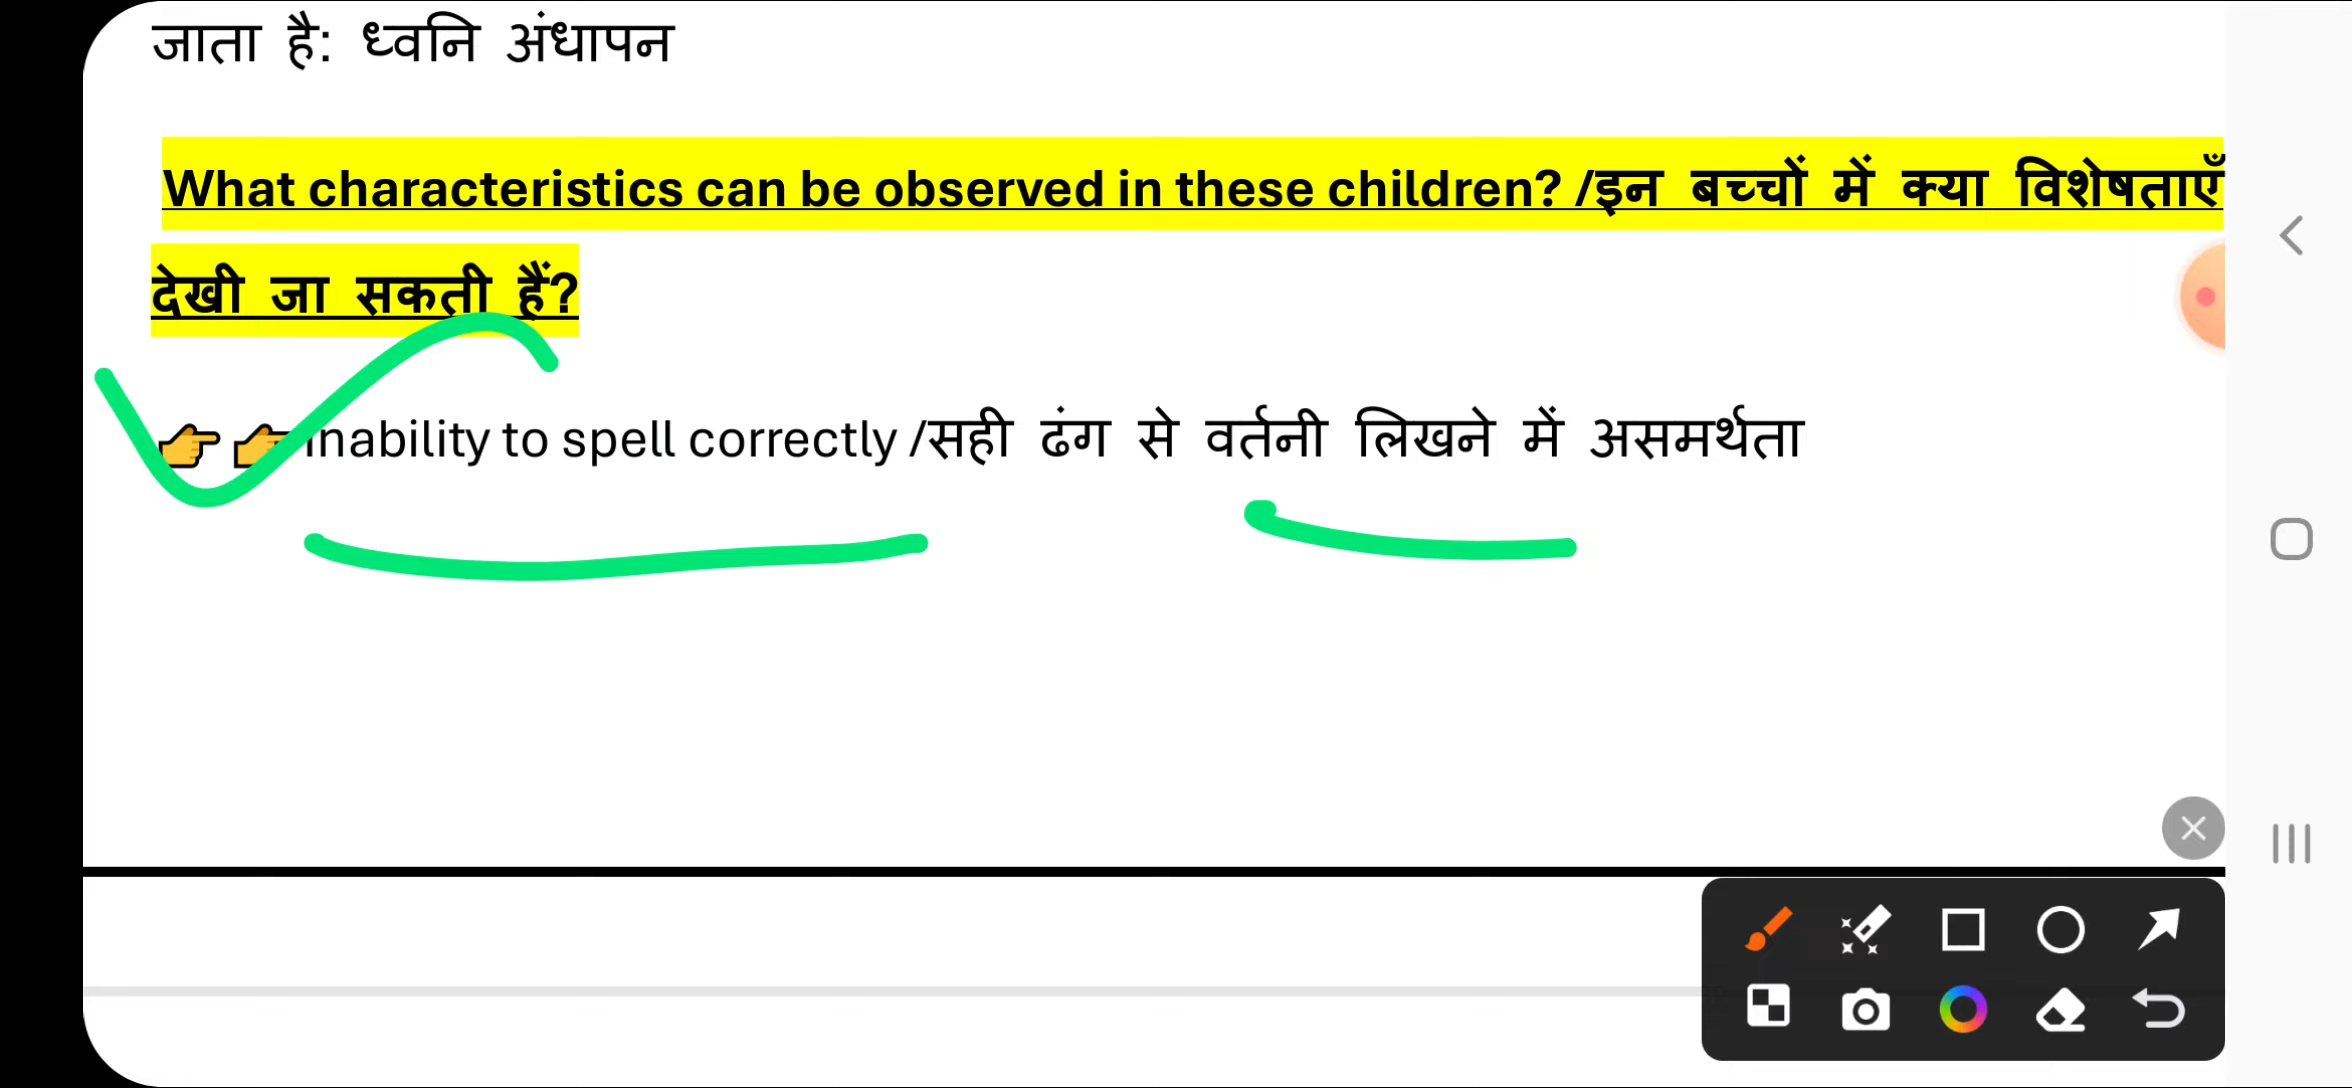 जाता है: ध्वनि अंधापन
What characteristics can be observed in these children? /इन बच्चों में क्या विशेषताएँ
देखी जा सकती हैं?
👉👉Inability to spell correctly /सही ढंग से वर्तनी लिखने में असमर्थता